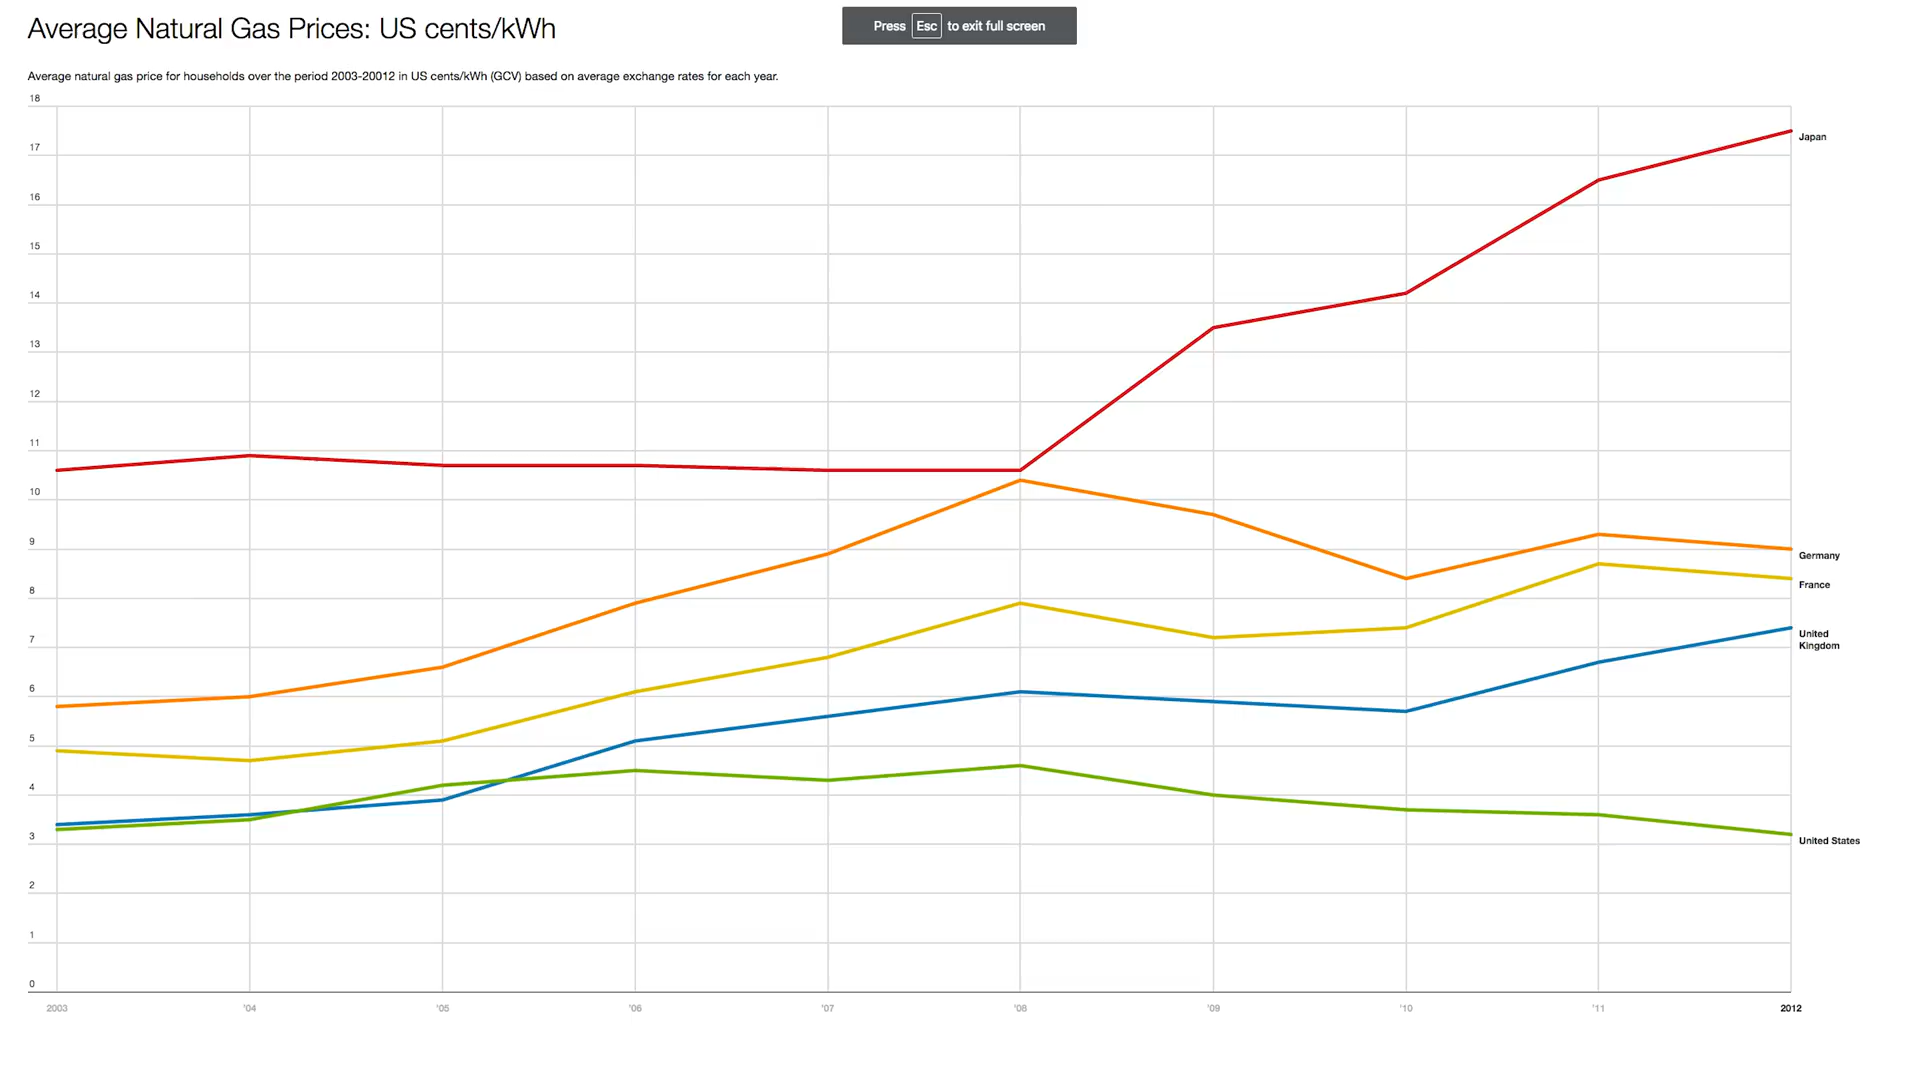 Average Natural Gas Prices: US cents/kWh
Press Esc to exit full screen
Average natural gas price for households over the period 2003-20012 in US cents/kWh (GCV) based on average exchange rates for each year.
18
17
16
15
14
13
12
11
10
9
8
7
6
5
4
3
2
1
0
Japan
Germany
France
United
Kingdom
United States
2003 '04 '05 '06 '07 '08 '09 '10 '11 2012